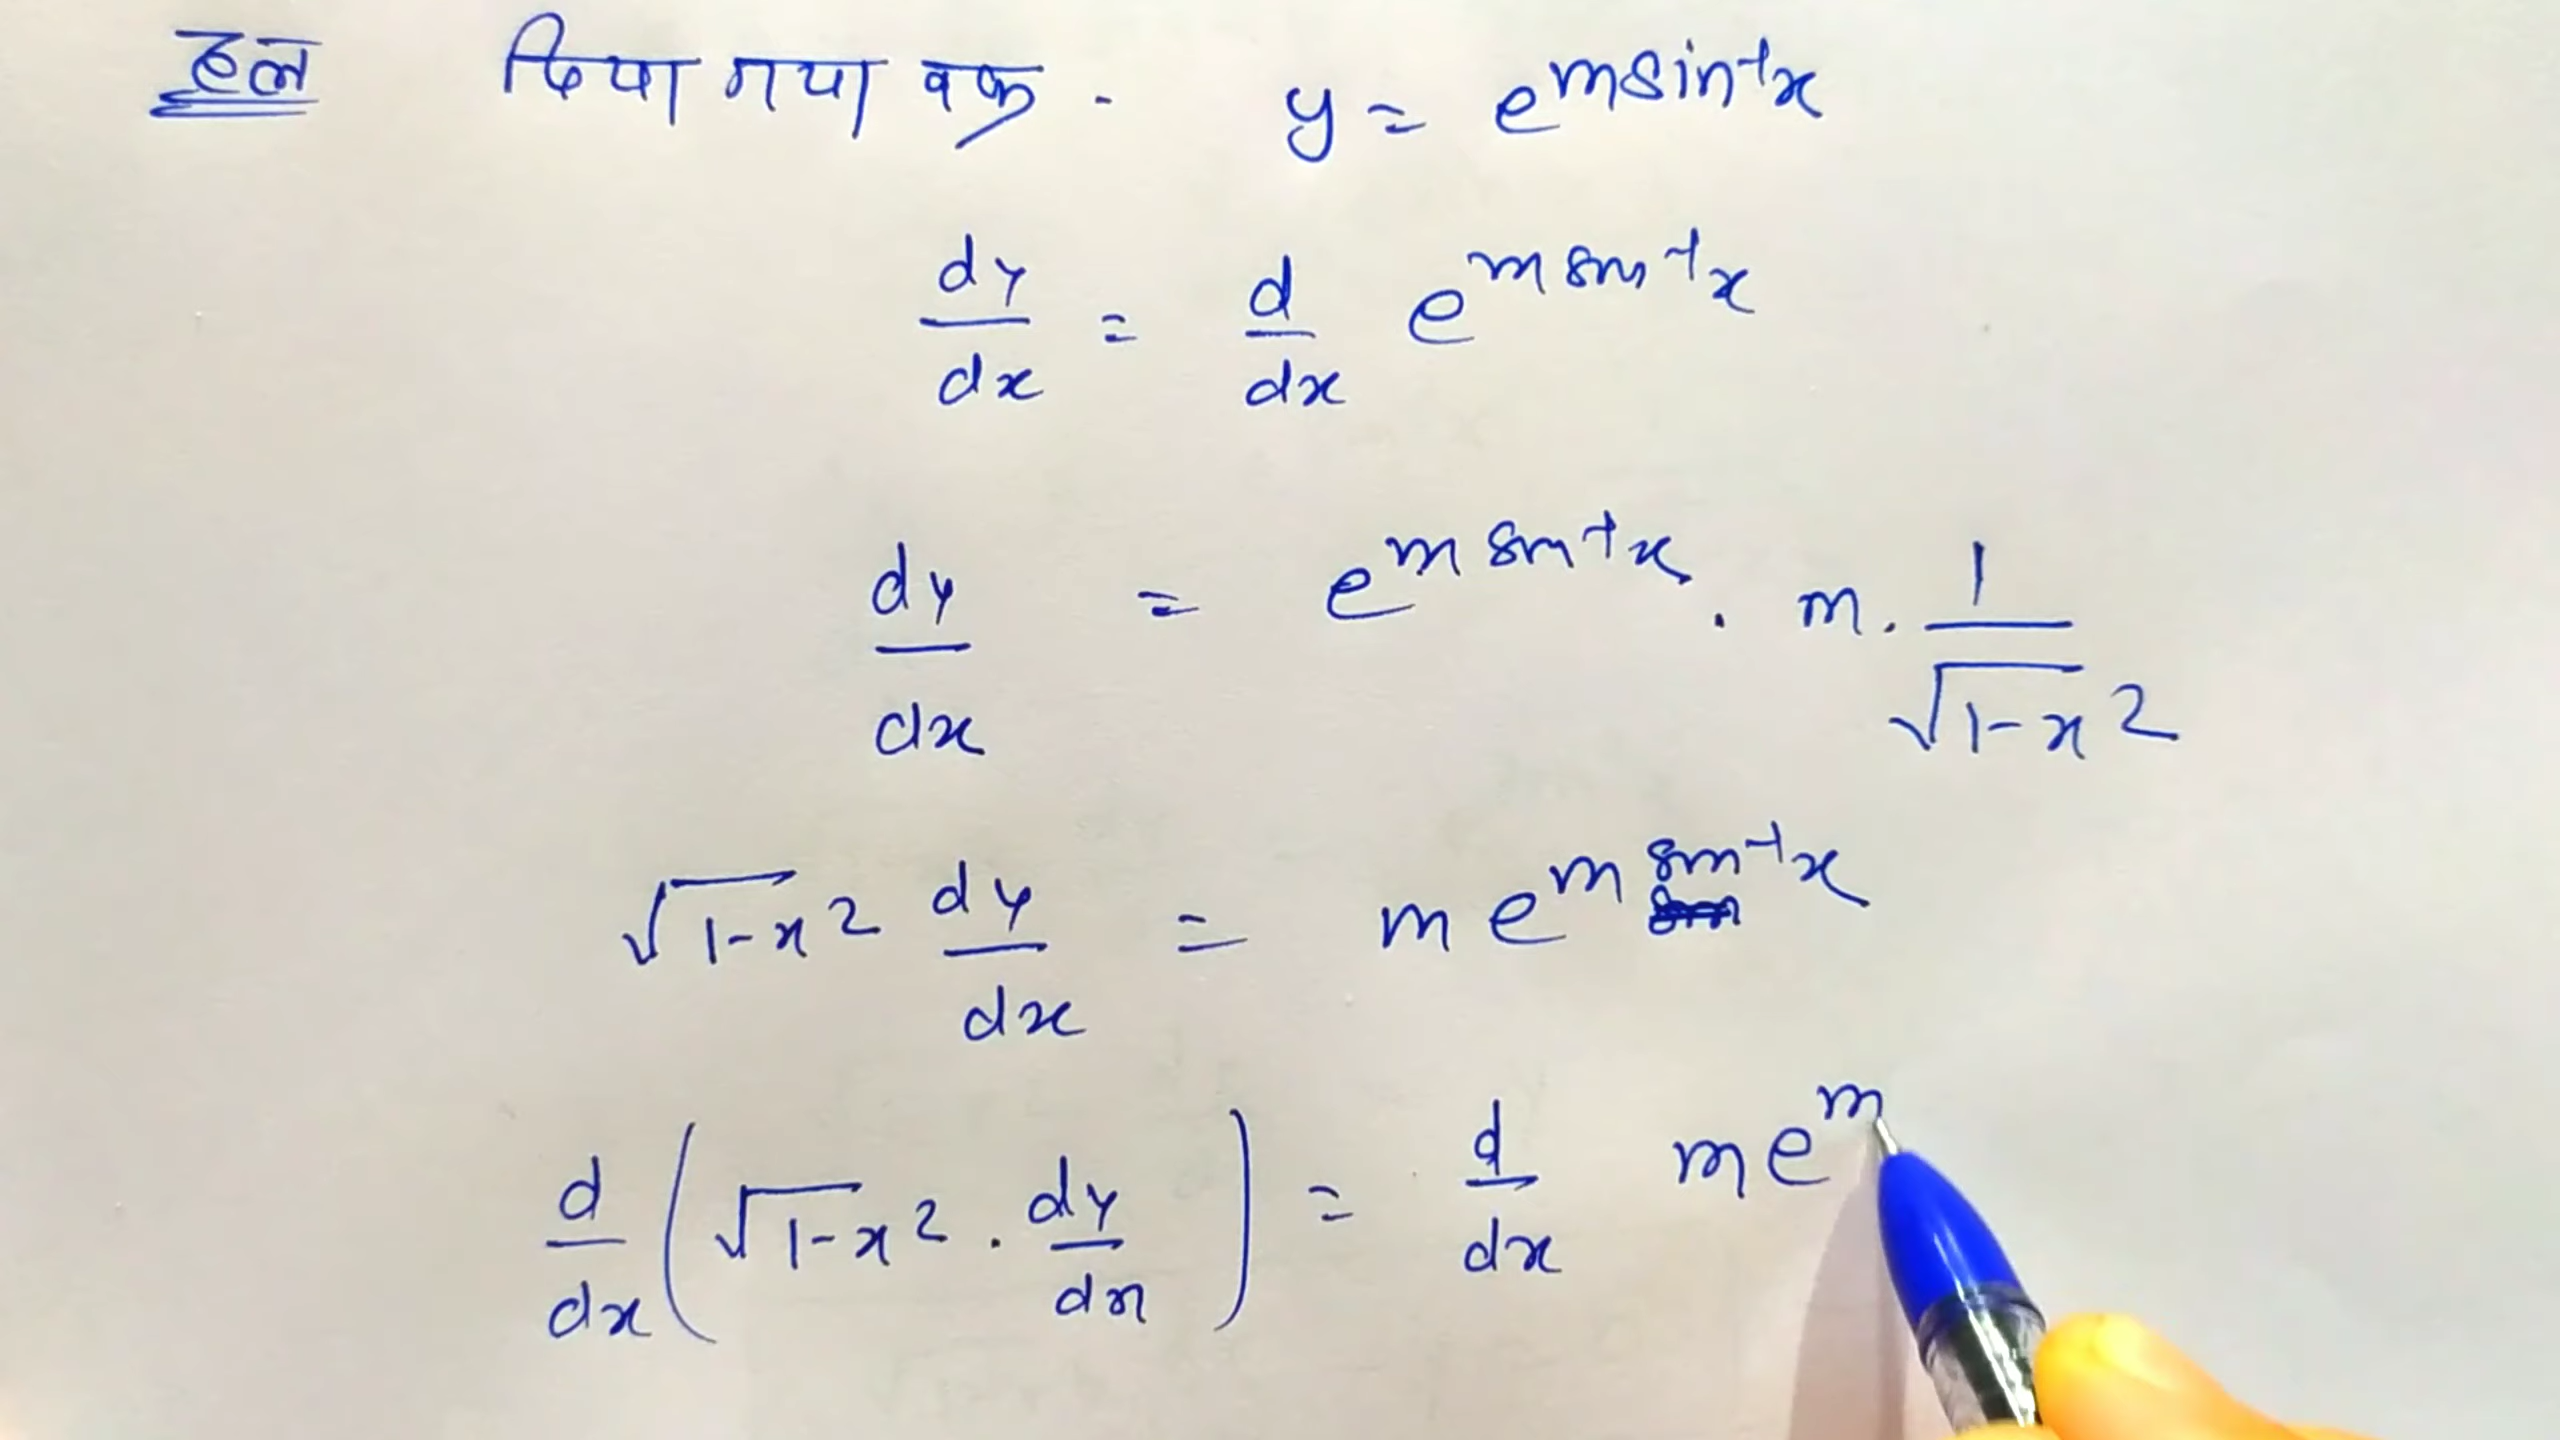 हल दिया गया वक्र - y = e^{m sin⁻¹x}
dy/dx = d/dx e^{m sin⁻¹x}
dy/dx = e^{m sin⁻¹x} . m . 1/√(1-x²)
√(1-x²) dy/dx = m e^{m sin⁻¹x}
d/dx (√(1-x²) . dy/dx) = d/dx m e^m